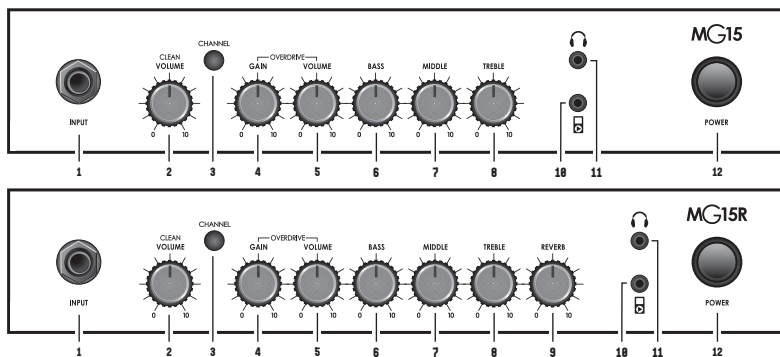 MG15
CHANNEL
CLEAN
VOLUME
OVERDRIVE
GAIN VOLUME BASS MIDDLE TREBLE
0 10 0 10 0 10 0 10 0 10 0 10
INPUT POWER
1 2 3 4 5 6 7 8 10 11 12
MG15R
CHANNEL
CLEAN
VOLUME
OVERDRIVE
GAIN VOLUME BASS MIDDLE TREBLE REVERB
0 10 0 10 0 10 0 10 0 10 0 10 0 10
INPUT POWER
1 2 3 4 5 6 7 8 9 10 11 12